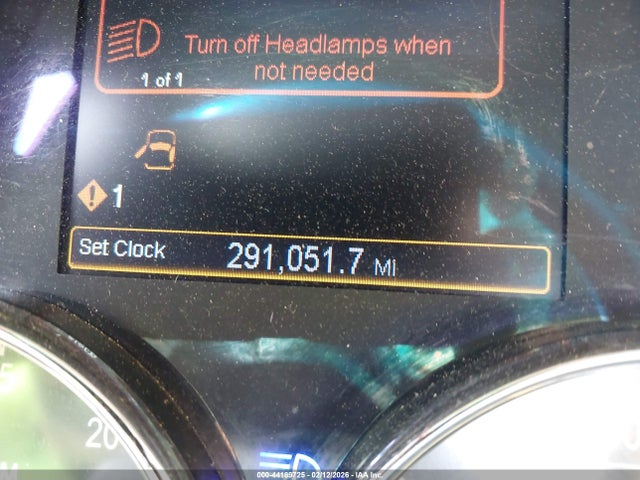 Turn off Headlamps when
not needed
1 of 1
1
Set Clock 291,051.7 MI
20
000-44189725 - 02/12/2026 - IAA Inc.